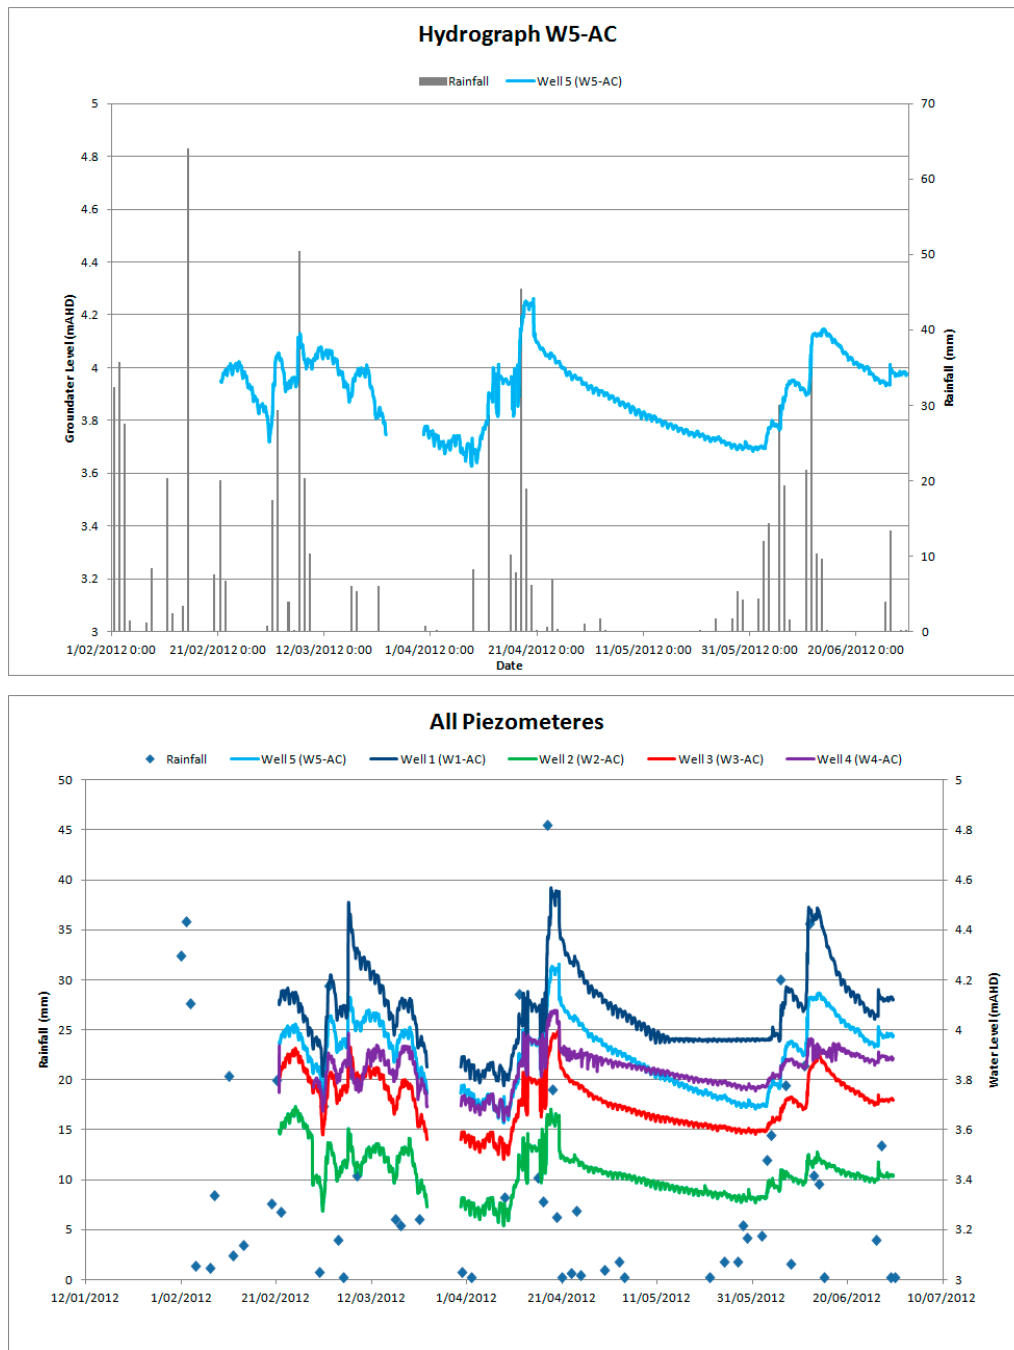 Hydrograph W5-AC
Rainfall Well 5 (W5-AC)
5 70
4.8 60
4.6
4.4 50
4.2 40
4
3.8 30
3.6 20
3.4
3.2 10
3 0
Groundater Level (mAHD)
Rainfall (mm)
1/02/2012 0:00 21/02/2012 0:00 12/03/2012 0:00 1/04/2012 0:00 21/04/2012 0:00 11/05/2012 0:00 31/05/2012 0:00 20/06/2012 0:00
Date
All Piezometeres
Rainfall Well 5 (W5-AC) Well 1 (W1-AC) Well 2 (W2-AC) Well 3 (W3-AC) Well 4 (W4-AC)
50 5
45 4.8
40 4.6
35 4.4
30 4.2
25 4
20 3.8
15 3.6
10 3.4
5 3.2
0 3
Rainfall (mm)
Water Level (mAHD)
12/01/2012 1/02/2012 21/02/2012 12/03/2012 1/04/2012 21/04/2012 11/05/2012 31/05/2012 20/06/2012 10/07/2012